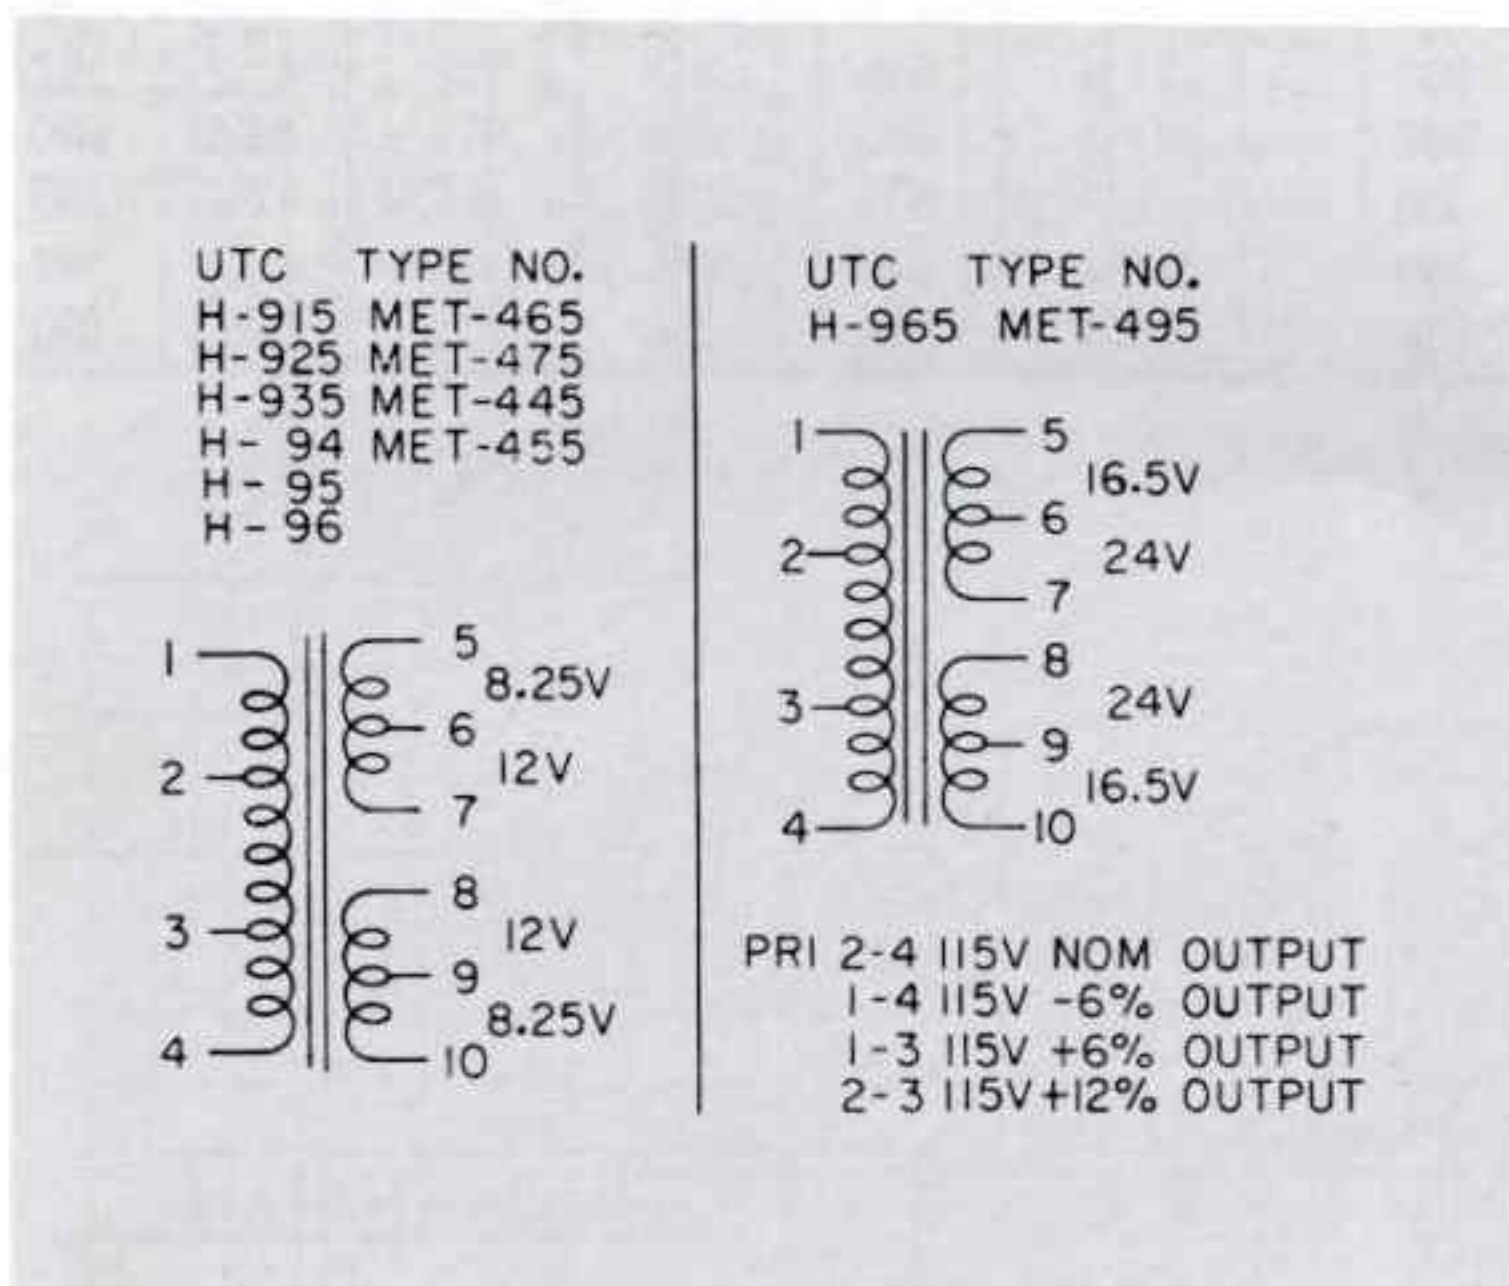 UTC TYPE NO.
H-915 MET-465
H-925 MET-475
H-935 MET-445
H- 94 MET-455
H- 95
H- 96
1
2
3
4
5
8.25V
6
12V
7
8
12V
9
8.25V
10
UTC TYPE NO.
H-965 MET-495
1
2
3
4
5
16.5V
6
24V
7
8
24V
9
16.5V
10
PRI 2-4 115V NOM OUTPUT
1-4 115V -6% OUTPUT
1-3 115V +6% OUTPUT
2-3 115V+12% OUTPUT